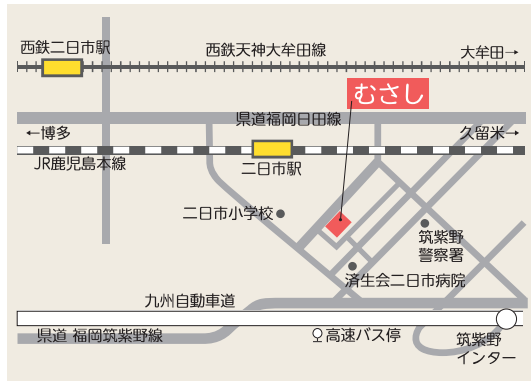 西鉄二日市駅
西鉄天神大牟田線
大牟田→
むさし
県道福岡日田線
←博多
久留米→
JR鹿児島本線
二日市駅
二日市小学校
筑紫野
警察署
済生会二日市病院
九州自動車道
県道 福岡筑紫野線
高速バス停
筑紫野
インター